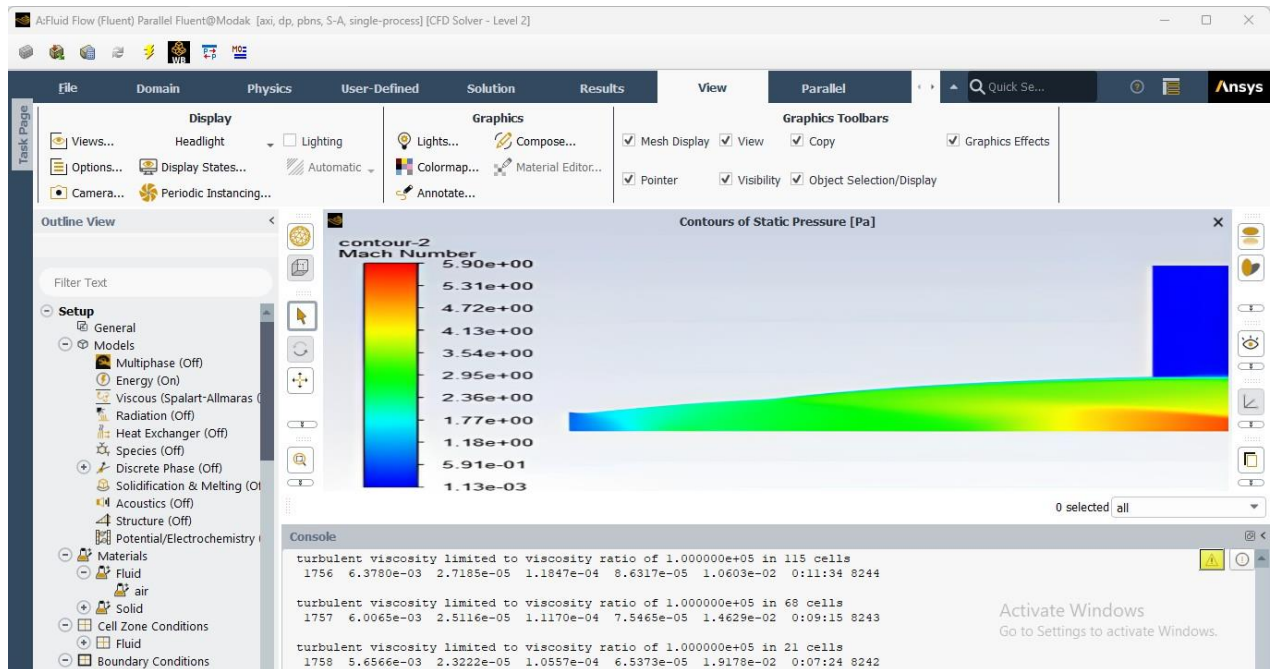 A:Fluid Flow (Fluent) Parallel Fluent@Modak [axi, dp, pbns, S-A, single-process] [CFD Solver - Level 2]
WB
File Domain Physics User-Defined Solution Results View Parallel Quick Se... Ansys
Task Page
Display
Views... Headlight Lighting
Options... Display States... Automatic
Camera... Periodic Instancing...
Graphics
Lights... Compose...
Colormap... Material Editor...
Annotate...
Graphics Toolbars
Mesh Display View Copy Graphics Effects
Pointer Visibility Object Selection/Display
Outline View
Filter Text
Setup
General
Models
Multiphase (Off)
Energy (On)
Viscous (Spalart-Allmaras (
Radiation (Off)
Heat Exchanger (Off)
Species (Off)
Discrete Phase (Off)
Solidification & Melting (Of
Acoustics (Off)
Structure (Off)
Potential/Electrochemistry (
Materials
Fluid
air
Solid
Cell Zone Conditions
Fluid
Boundary Conditions
Contours of Static Pressure [Pa]
contour-2
Mach Number
5.90e+00
5.31e+00
4.72e+00
4.13e+00
3.54e+00
2.95e+00
2.36e+00
1.77e+00
1.18e+00
5.91e-01
1.13e-03
0 selected all
Console
turbulent viscosity limited to viscosity ratio of 1.000000e+05 in 115 cells
1756 6.3780e-03 2.7185e-05 1.1847e-04 8.6317e-05 1.0603e-02 0:11:34 8244
turbulent viscosity limited to viscosity ratio of 1.000000e+05 in 68 cells
1757 6.0065e-03 2.5116e-05 1.1170e-04 7.5465e-05 1.4629e-02 0:09:15 8243
turbulent viscosity limited to viscosity ratio of 1.000000e+05 in 21 cells
1758 5.6566e-03 2.3222e-05 1.0557e-04 6.5373e-05 1.9178e-02 0:07:24 8242
Activate Windows
Go to Settings to activate Windows.